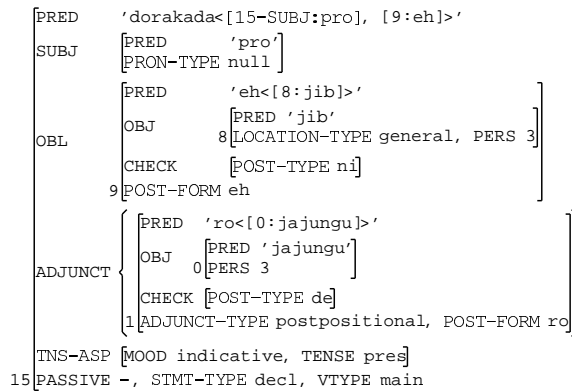 PRED 'dorakada<[15-SUBJ:pro], [9:eh]>'
SUBJ PRED 'pro'
PRON-TYPE null
PRED 'eh<[8:jib]>'
OBJ PRED 'jib'
8 LOCATION-TYPE general, PERS 3
OBL
CHECK POST-TYPE ni
9 POST-FORM eh
PRED 'ro<[0:jajungu]>'
OBJ PRED 'jajungu'
0 PERS 3
ADJUNCT
CHECK POST-TYPE de
1 ADJUNCT-TYPE postpositional, POST-FORM ro
TNS-ASP MOOD indicative, TENSE pres
15 PASSIVE -, STMT-TYPE decl, VTYPE main